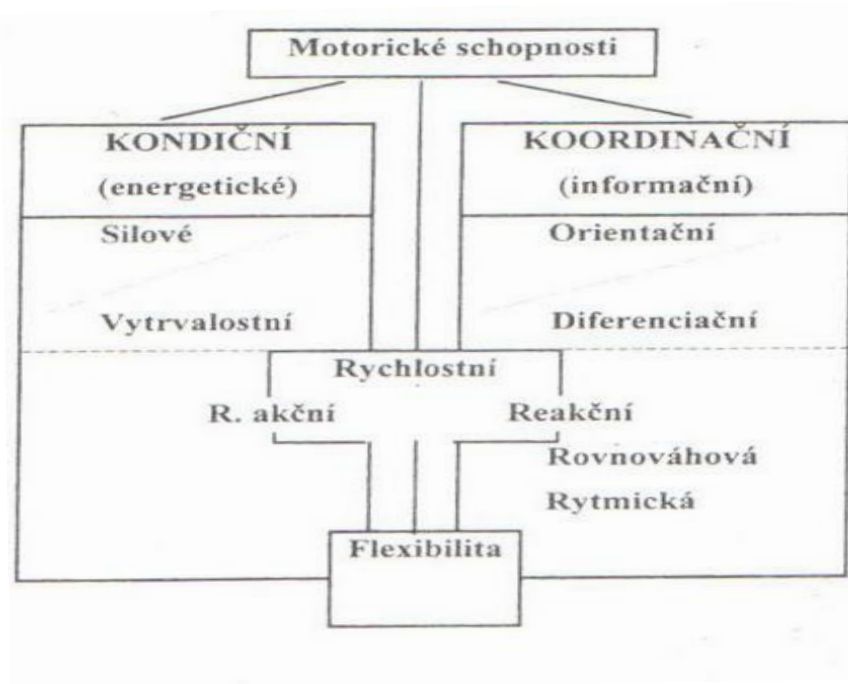 Motorické schopnosti
KONDIČNÍ
(energetické)
KOORDINAČNÍ
(informační)
Silové
Orientační
Vytrvalostní
Diferenciační
Rychlostní
R. akční
Reakční
Rovnováhová
Rytmická
Flexibilita